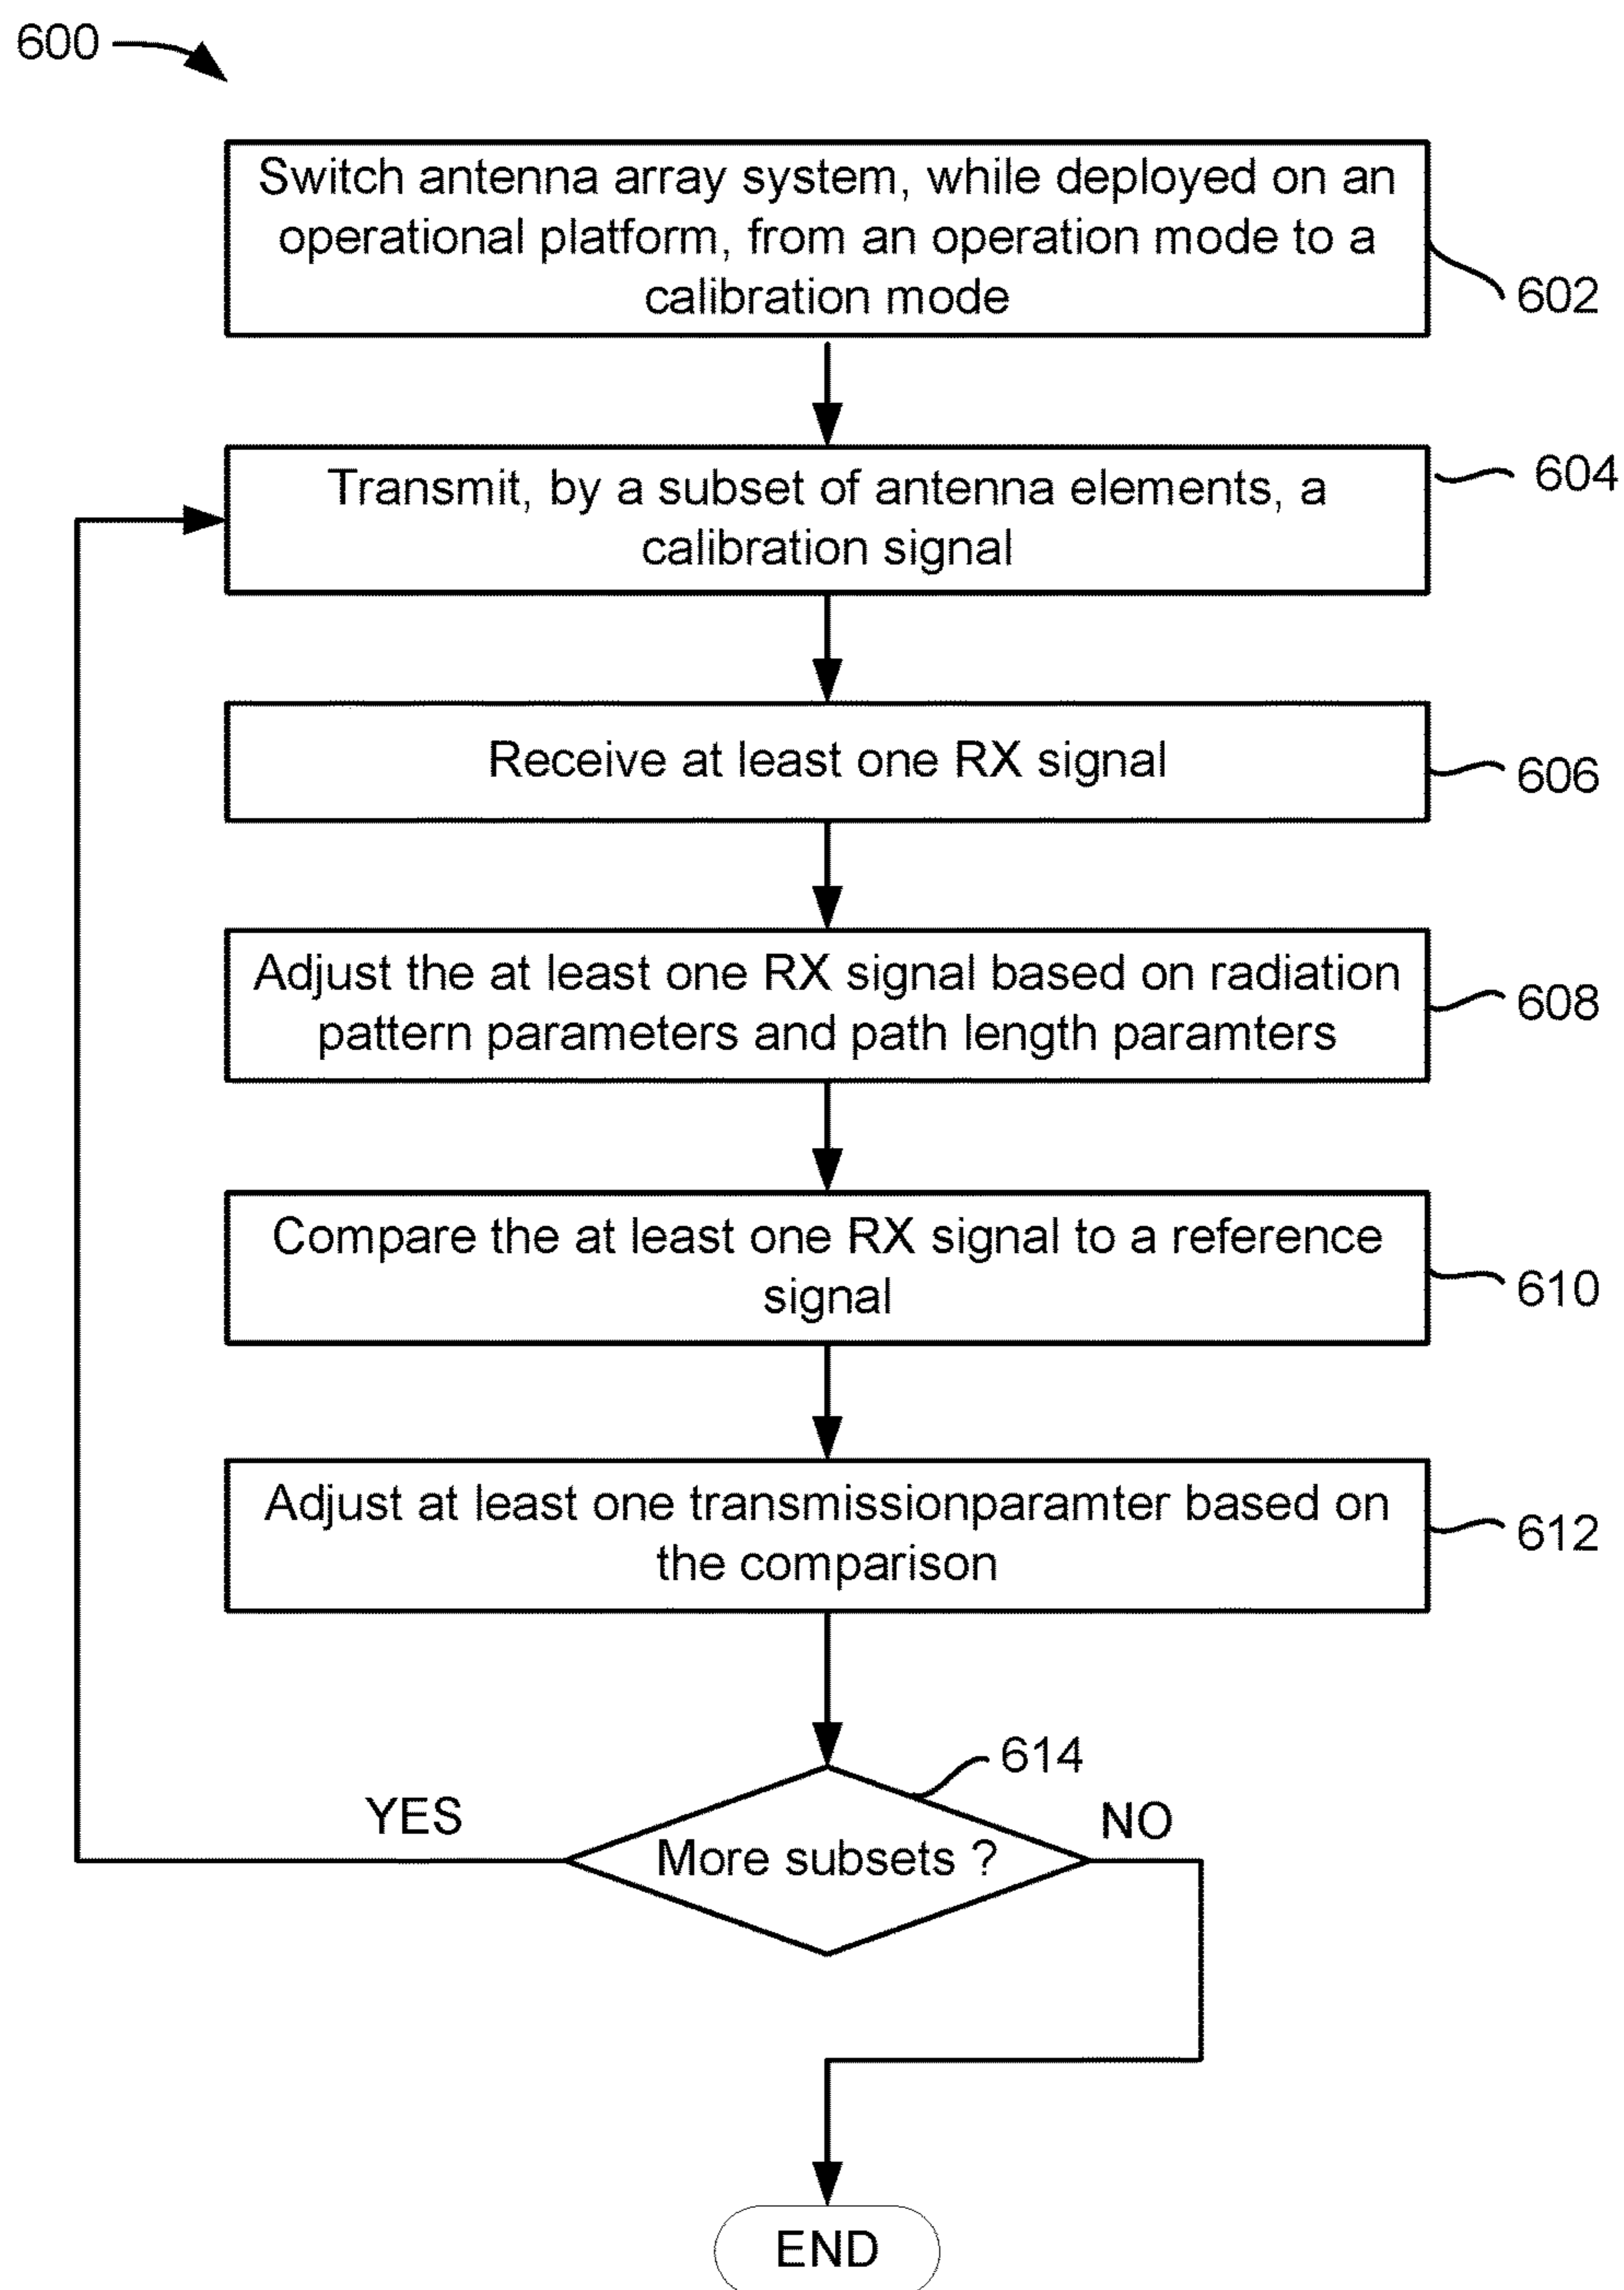 600
Switch antenna array system, while deployed on an
operational platform, from an operation mode to a
calibration mode
602
Transmit, by a subset of antenna elements, a
calibration signal
604
Receive at least one RX signal
606
Adjust the at least one RX signal based on radiation
pattern parameters and path length paramters
608
Compare the at least one RX signal to a reference
signal
610
Adjust at least one transmissionparamter based on
the comparison
612
614
YES
NO
More subsets ?
END